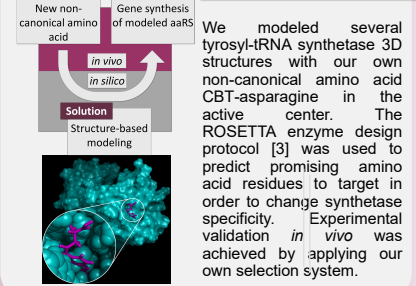 New non-
canonical amino
acid
Gene synthesis
of modeled aaRS
in vivo
in silico
Solution
Structure-based
modeling
We modeled several
tyrosyl-tRNA synthetase 3D
structures with our own
non-canonical amino acid
CBT-asparagine in the
active center. The
ROSETTA enzyme design
protocol [3] was used to
predict promising amino
acid residues to target in
order to change synthetase
specificity. Experimental
validation in vivo was
achieved by applying our
own selection system.